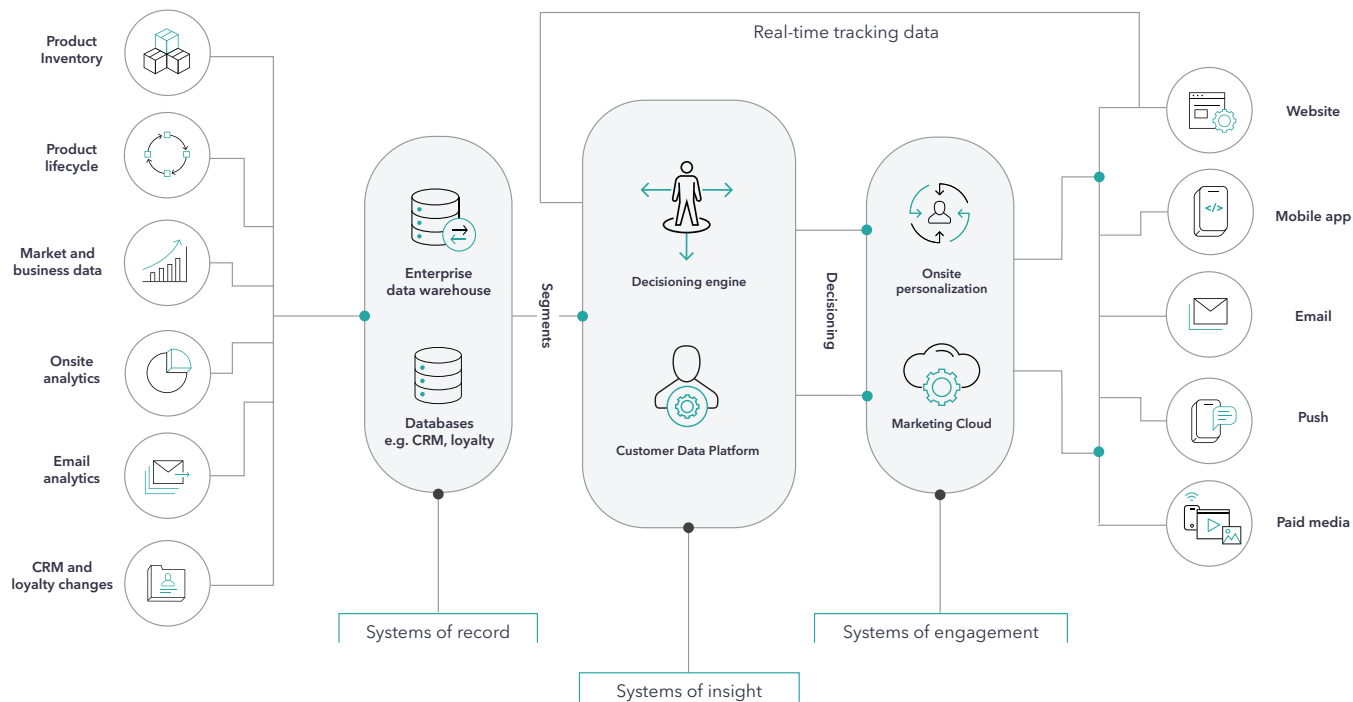 Product
Inventory
Product
lifecycle
Market and
business data
Onsite
analytics
Email
analytics
CRM and
loyalty changes
Enterprise
data warehouse
Databases
e.g. CRM, loyalty
Systems of record
Segments
Real-time tracking data
Decisioning engine
Customer Data Platform
Systems of insight
Decisioning
Onsite
personalization
Marketing Cloud
Systems of engagement
Website
</>
Mobile app
Email
Push
Paid media